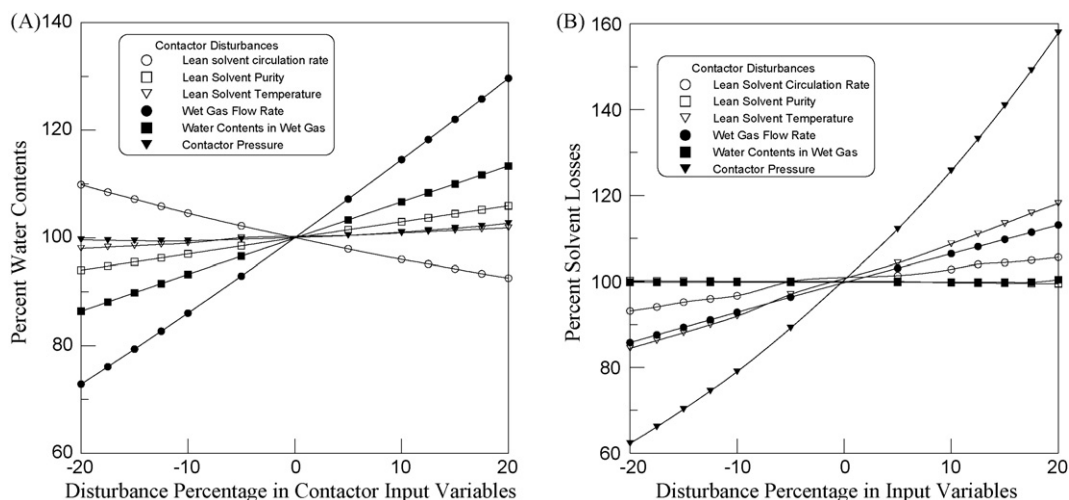 (A)
140
120
100
80
60
Percent Water Contents
Contactor Disturbances
Lean solvent circulation rate
Lean Solvent Purity
Lean Solvent Temperature
Wet Gas Flow Rate
Water Contents in Wet Gas
Contactor Pressure
-20 -10 0 10 20
Disturbance Percentage in Contactor Input Variables
(B)
160
140
120
100
80
60
Percent Solvent Losses
Contactor Disturbances
Lean Solvent Circulation Rate
Lean Solvent Purity
Lean Solvent Temperature
Wet Gas Flow Rate
Water Contents in Wet Gas
Contactor Pressure
-20 -10 0 10 20
Disturbance Percentage in Input Variables